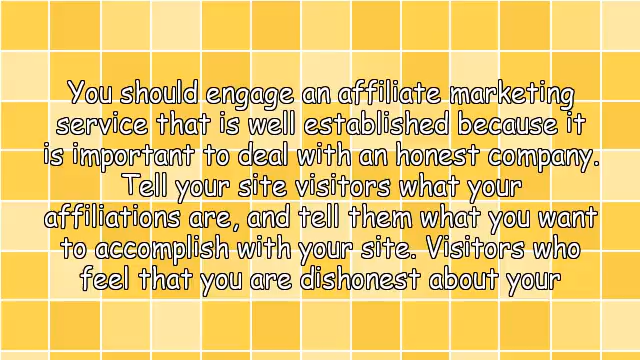 You should engage an affiliate marketing
service that is well established because it
is important to deal with an honest company.
Tell your site visitors what your
affiliations are, and tell them what you want
to accomplish with your site. Visitors who
feel that you are dishonest about your